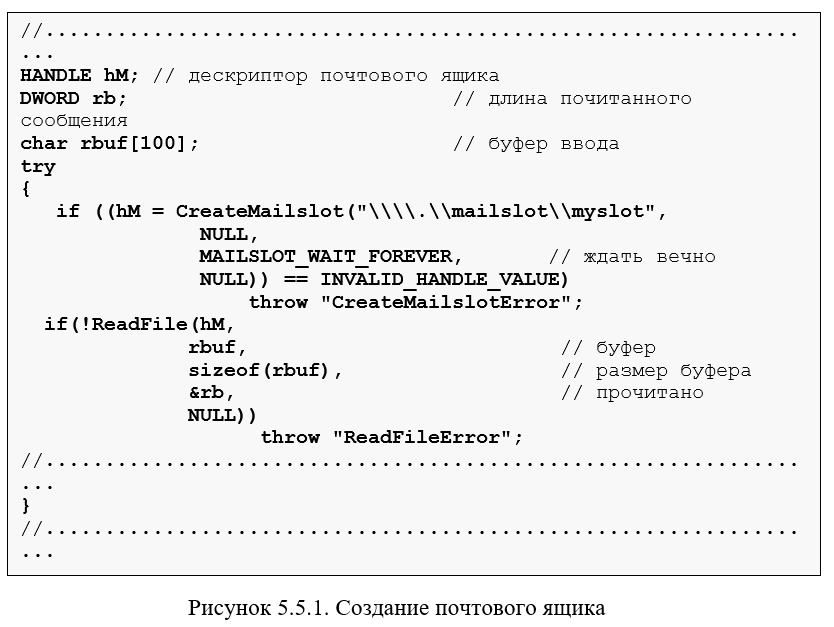 //...............................................................
...
HANDLE hM; // дескриптор почтового ящика
DWORD rb; // длина почитанного
сообщения
char rbuf[100]; // буфер ввода
try
{
if ((hM = CreateMailslot("\\\\.\\mailslot\\myslot",
NULL,
MAILSLOT_WAIT_FOREVER, // ждать вечно
NULL)) == INVALID_HANDLE_VALUE)
throw "CreateMailslotError";
if(!ReadFile(hM,
rbuf, // буфер
sizeof(rbuf), // размер буфера
&rb, // прочитано
NULL))
throw "ReadFileError";
//...............................................................
...
}
//...............................................................
...
Рисунок 5.5.1. Создание почтового ящика